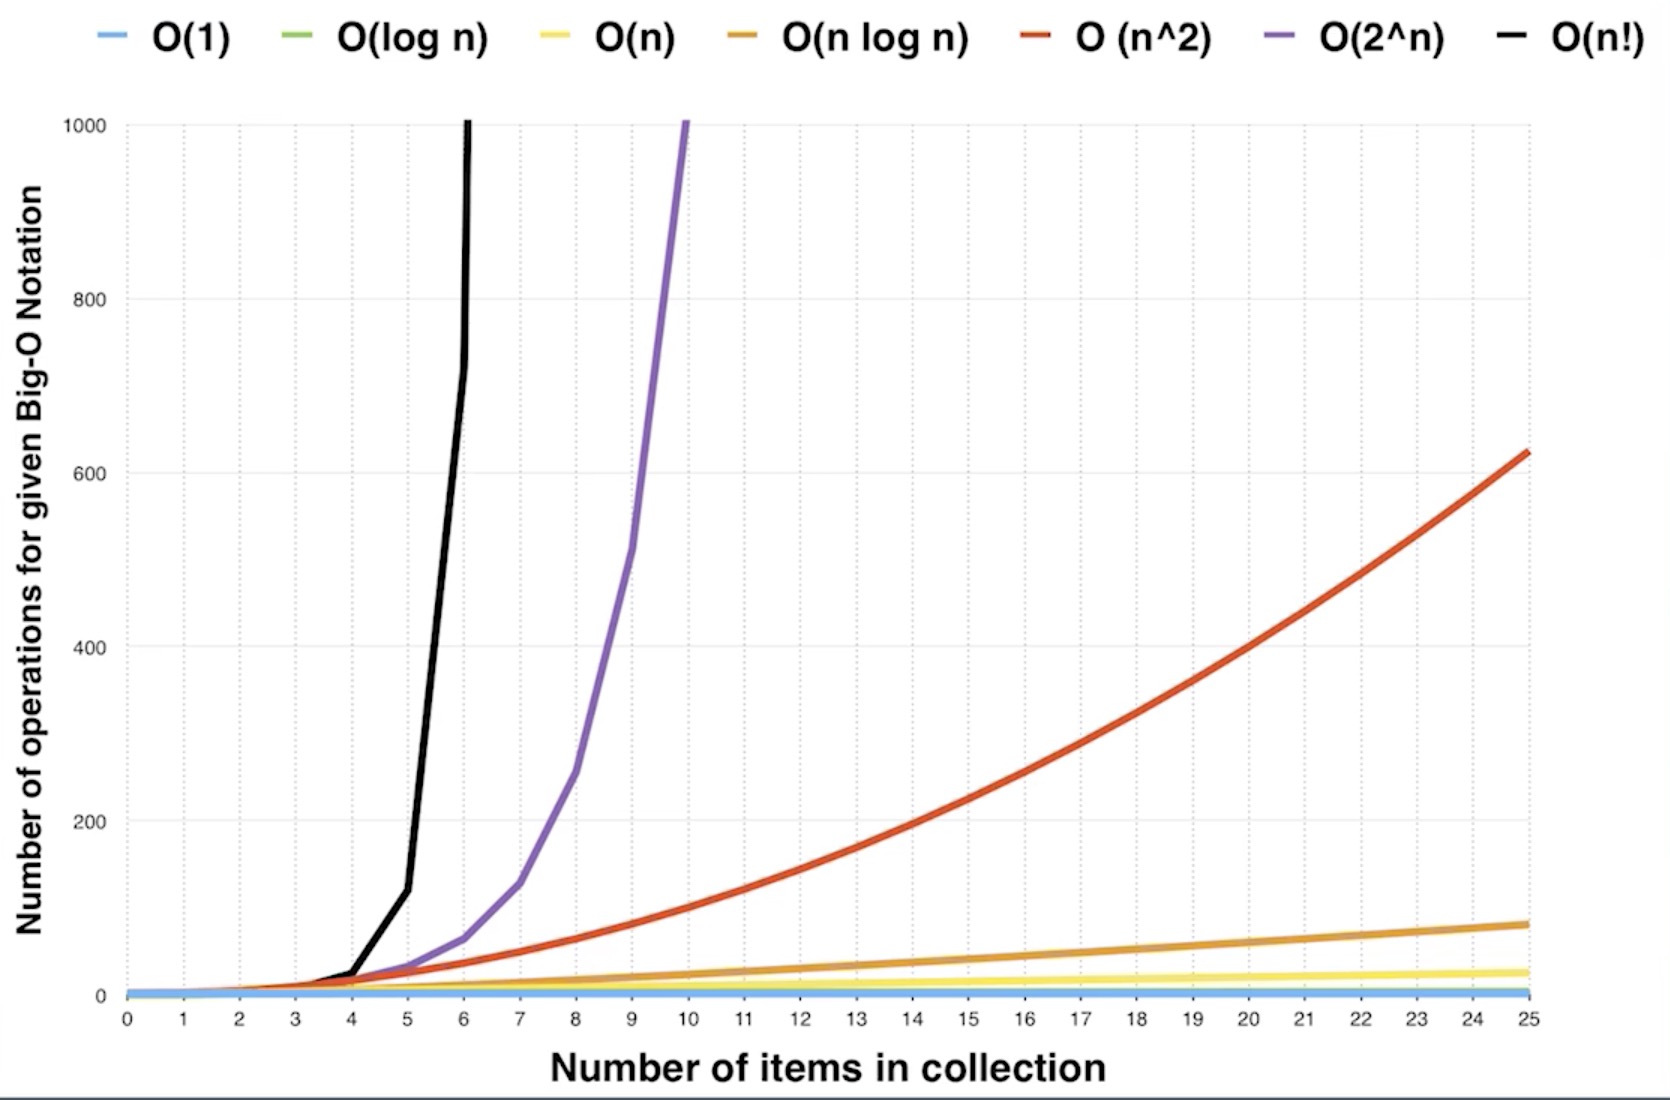 O(1) O(log n) O(n) O(n log n) O (n^2) O(2^n) O(n!)
Number of operations for given Big-O Notation
1000
800
600
400
200
0
0 1 2 3 4 5 6 7 8 9 10 11 12 13 14 15 16 17 18 19 20 21 22 23 24 25
Number of items in collection